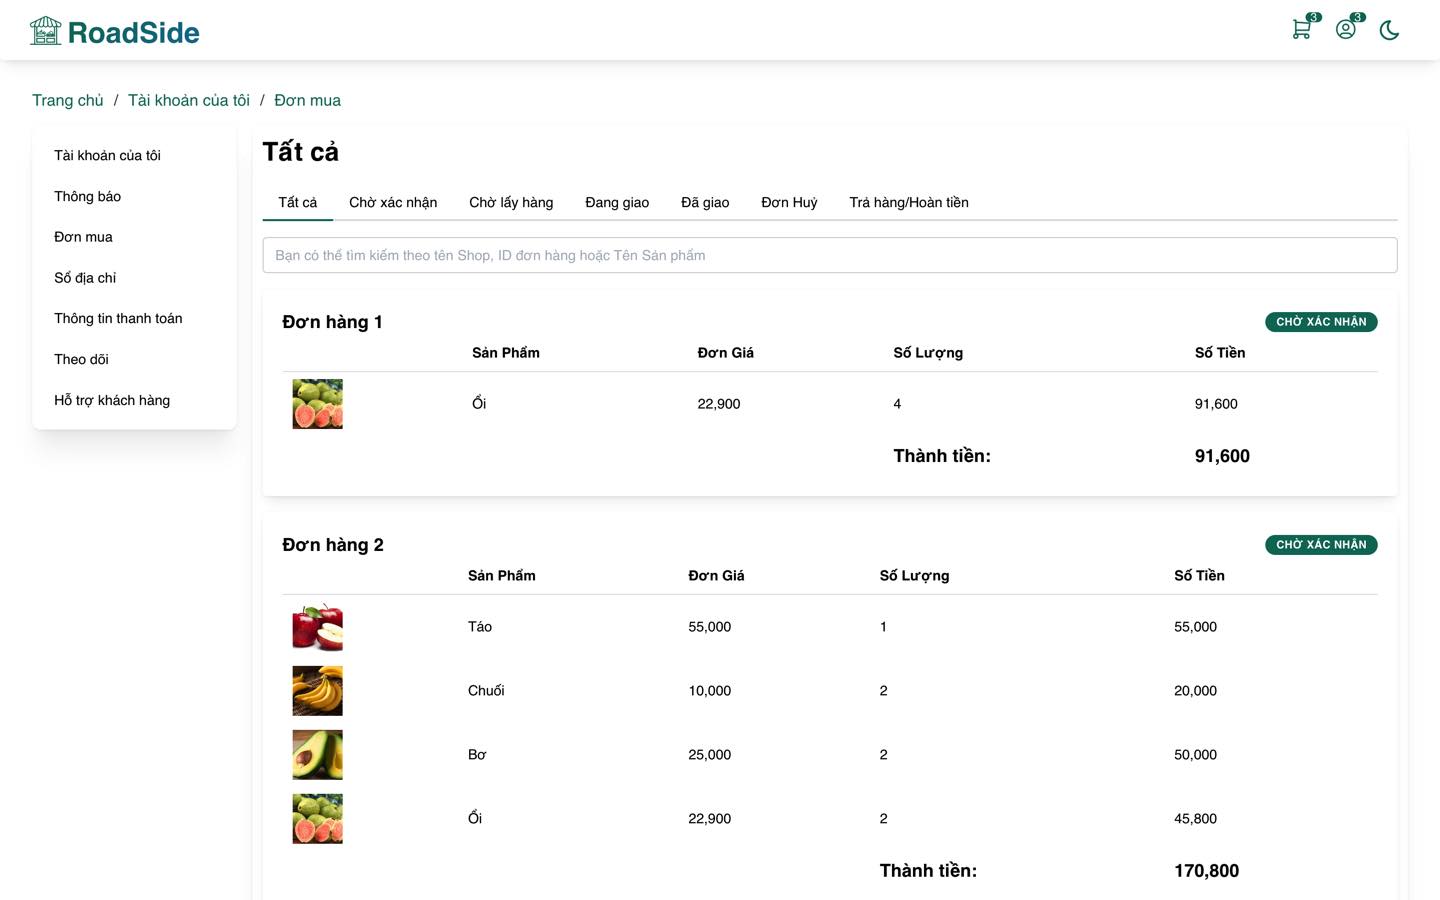 RoadSide
3
3
Trang chủ / Tài khoản của tôi / Đơn mua
Tài khoản của tôi
Thông báo
Đơn mua
Sổ địa chỉ
Thông tin thanh toán
Theo dõi
Hỗ trợ khách hàng
Tất cả
Tất cả Chờ xác nhận Chờ lấy hàng Đang giao Đã giao Đơn Huỷ Trả hàng/Hoàn tiền
Bạn có thể tìm kiếm theo tên Shop, ID đơn hàng hoặc Tên Sản phẩm
Đơn hàng 1 CHỜ XÁC NHẬN
Sản Phẩm Đơn Giá Số Lượng Số Tiền
Ổi 22,900 4 91,600
Thành tiền: 91,600
Đơn hàng 2 CHỜ XÁC NHẬN
Sản Phẩm Đơn Giá Số Lượng Số Tiền
Táo 55,000 1 55,000
Chuối 10,000 2 20,000
Bơ 25,000 2 50,000
Ổi 22,900 2 45,800
Thành tiền: 170,800